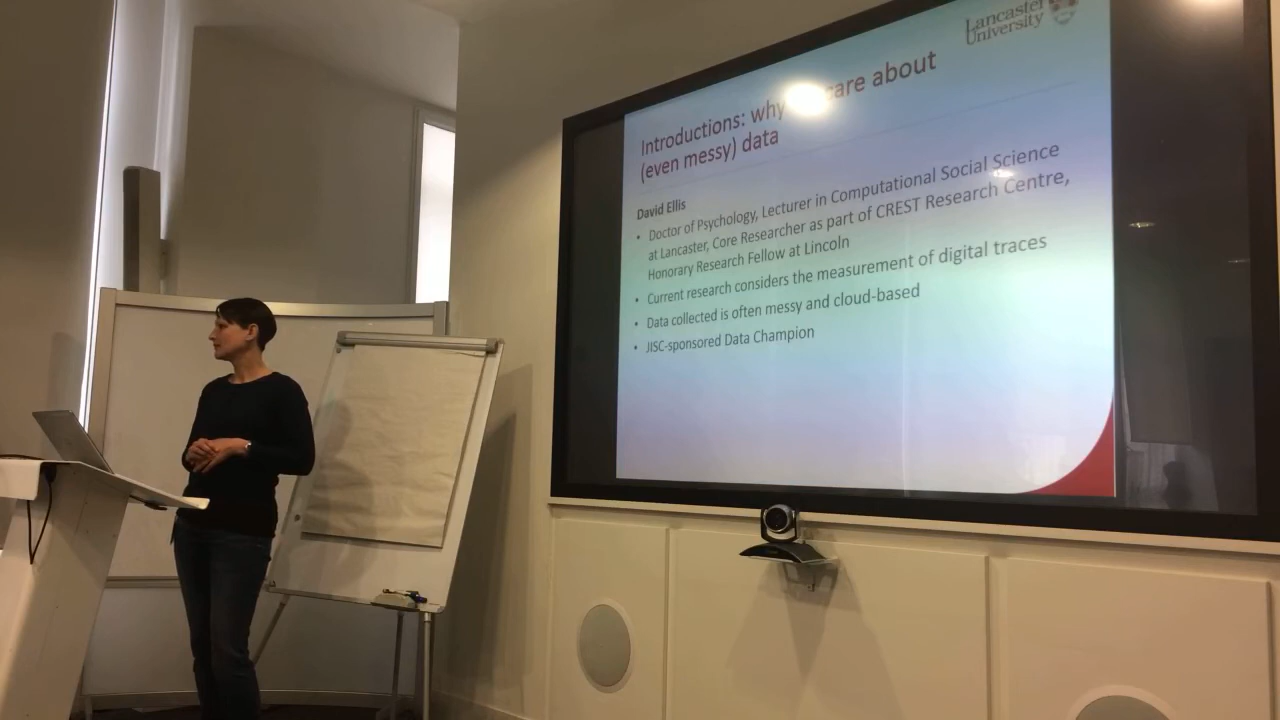 Lancaster
University
Introductions: why care about
(even messy) data
David Ellis
• Doctor of Psychology, Lecturer in Computational Social Science
at Lancaster, Core Researcher as part of CREST Research Centre,
Honorary Research Fellow at Lincoln
• Current research considers the measurement of digital traces
• Data collected is often messy and cloud-based
• JISC-sponsored Data Champion